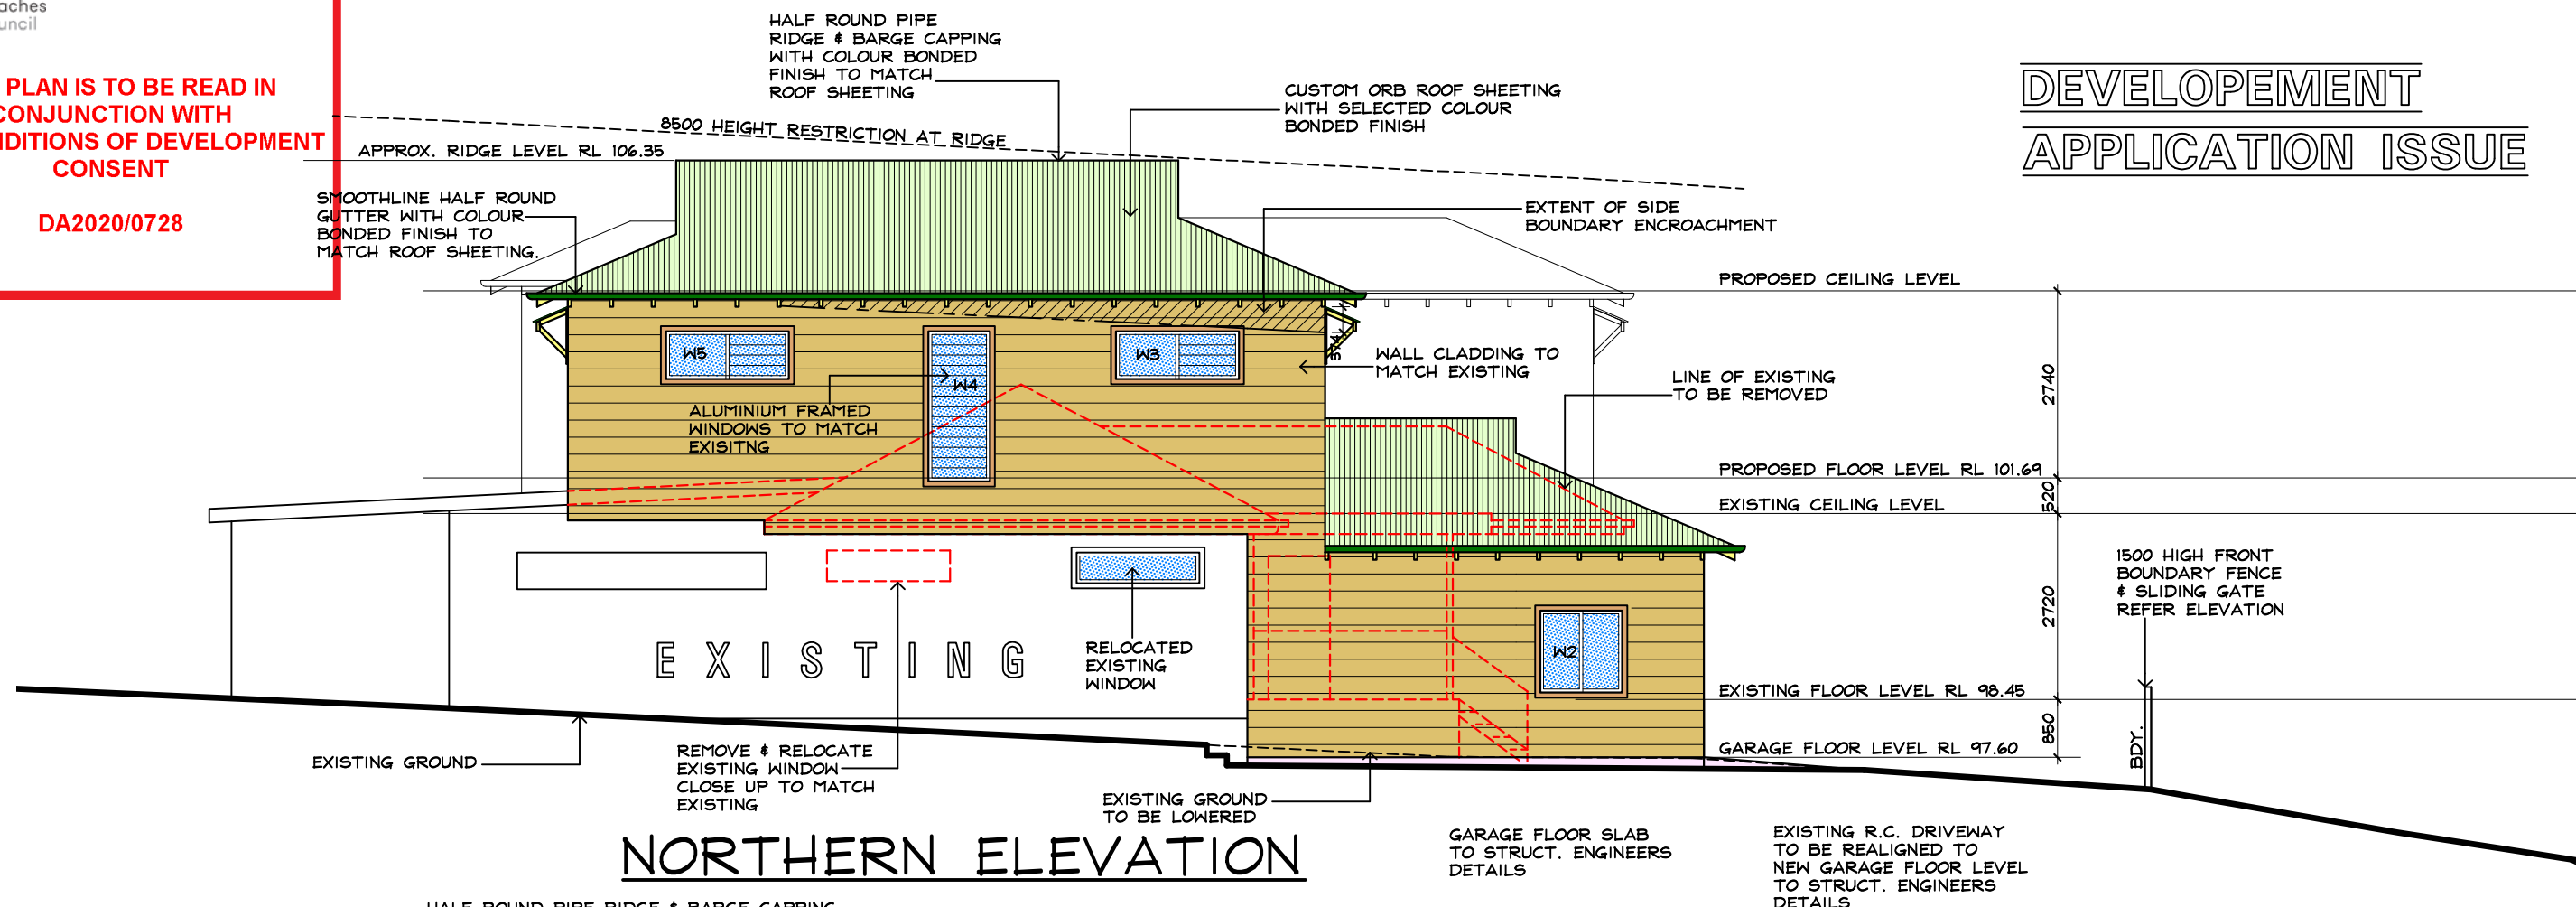 PLAN IS TO BE READ IN
CONJUNCTION WITH
CONDITIONS OF DEVELOPMENT
CONSENT
DA2020/0728
HALF ROUND PIPE
RIDGE & BARGE CAPPING
WITH COLOUR BONDED
FINISH TO MATCH
ROOF SHEETING
CUSTOM ORB ROOF SHEETING
WITH SELECTED COLOUR
BONDED FINISH
DEVELOPEMENT
APPLICATION ISSUE
8500 HEIGHT RESTRICTION AT RIDGE
APPROX. RIDGE LEVEL RL 106.35
SMOOTHLINE HALF ROUND
GUTTER WITH COLOUR
BONDED FINISH TO
MATCH ROOF SHEETING.
EXTENT OF SIDE
BOUNDARY ENCROACHMENT
PROPOSED CEILING LEVEL
W5
W4
W3
374
WALL CLADDING TO
MATCH EXISTING
ALUMINIUM FRAMED
WINDOWS TO MATCH
EXISITNG
LINE OF EXISTING
TO BE REMOVED
2740
PROPOSED FLOOR LEVEL RL 101.69
520
EXISTING CEILING LEVEL
1500 HIGH FRONT
BOUNDARY FENCE
& SLIDING GATE
REFER ELEVATION
2720
EXISTING
RELOCATED
EXISTING
WINDOW
W2
EXISTING FLOOR LEVEL RL 98.45
850
GARAGE FLOOR LEVEL RL 97.60
BDY.
EXISTING GROUND
REMOVE & RELOCATE
EXISTING WINDOW
CLOSE UP TO MATCH
EXISTING
EXISTING GROUND
TO BE LOWERED
NORTHERN ELEVATION
GARAGE FLOOR SLAB
TO STRUCT. ENGINEERS
DETAILS
EXISTING R.C. DRIVEWAY
TO BE REALIGNED TO
NEW GARAGE FLOOR LEVEL
TO STRUCT. ENGINEERS
DETAILS
HALF ROUND PIPE RIDGE & BARGE CAPPING